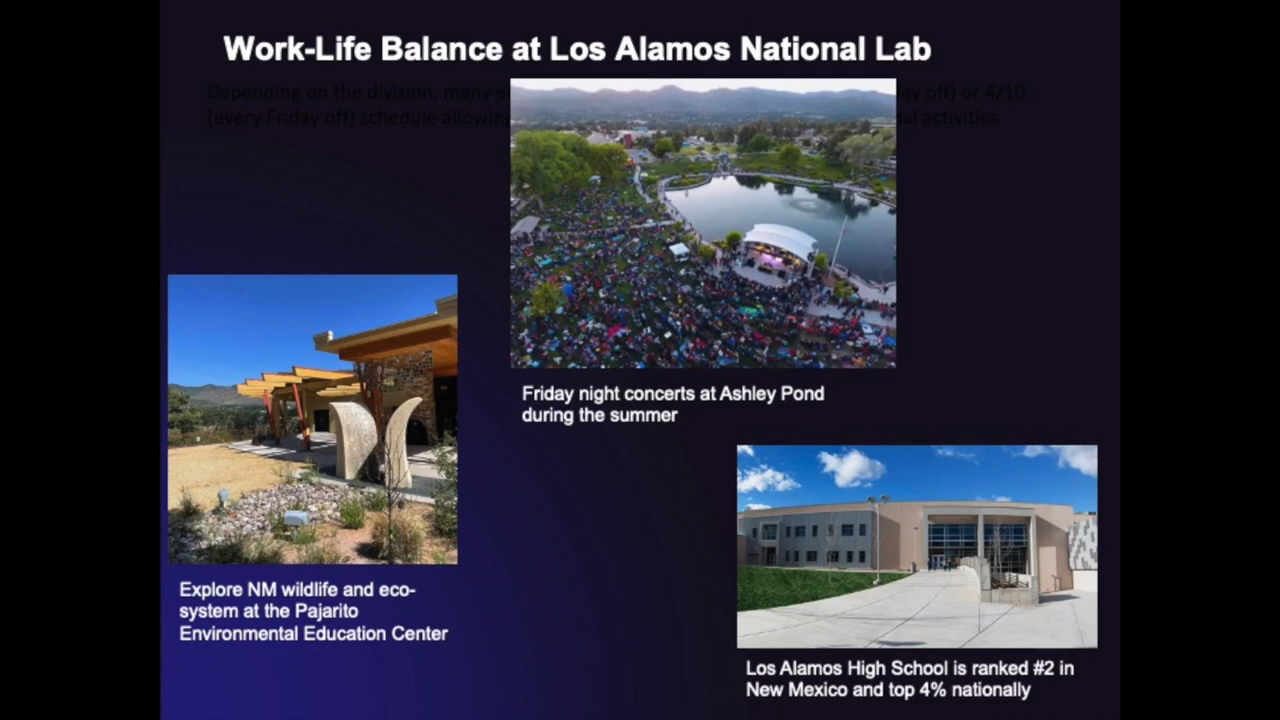 Work-Life Balance at Los Alamos National Lab
Depending on the division, many off) or 4/10
(every Friday off) schedule allowing activities
Friday night concerts at Ashley Pond
during the summer
Explore NM wildlife and eco-
system at the Pajarito
Environmental Education Center
Los Alamos High School is ranked #2 in
New Mexico and top 4% nationally